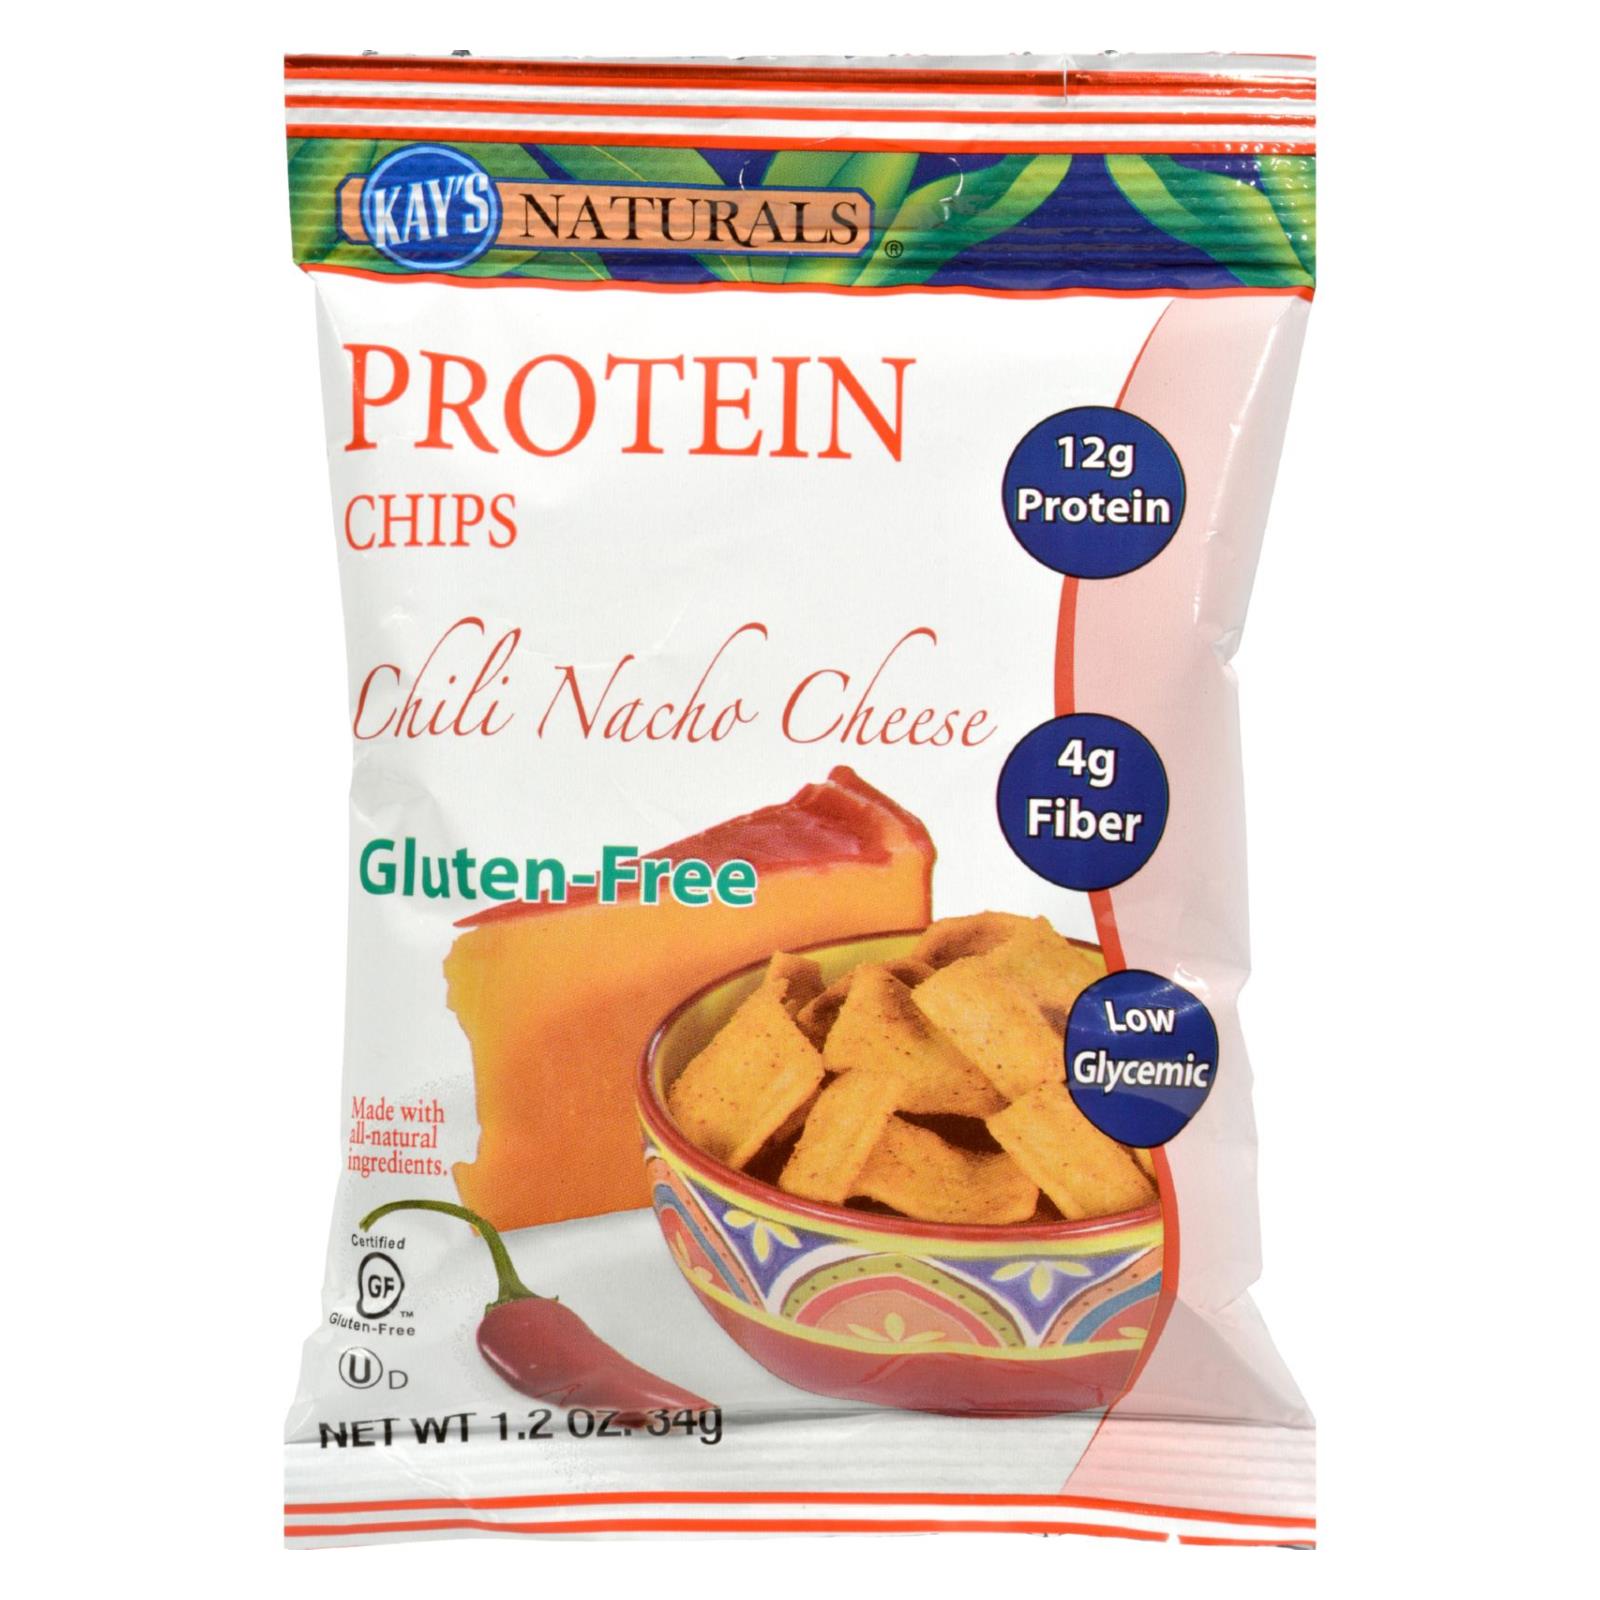 KAY'S NATURALS ®
PROTEIN
CHIPS
12g
Protein
Chili Nacho Cheese
4g
Fiber
Gluten-Free
Low
Glycemic
Made with
all-natural
ingredients.
Certified
GF ™
Gluten-Free
U D
NET WT 1.2 OZ. 34g